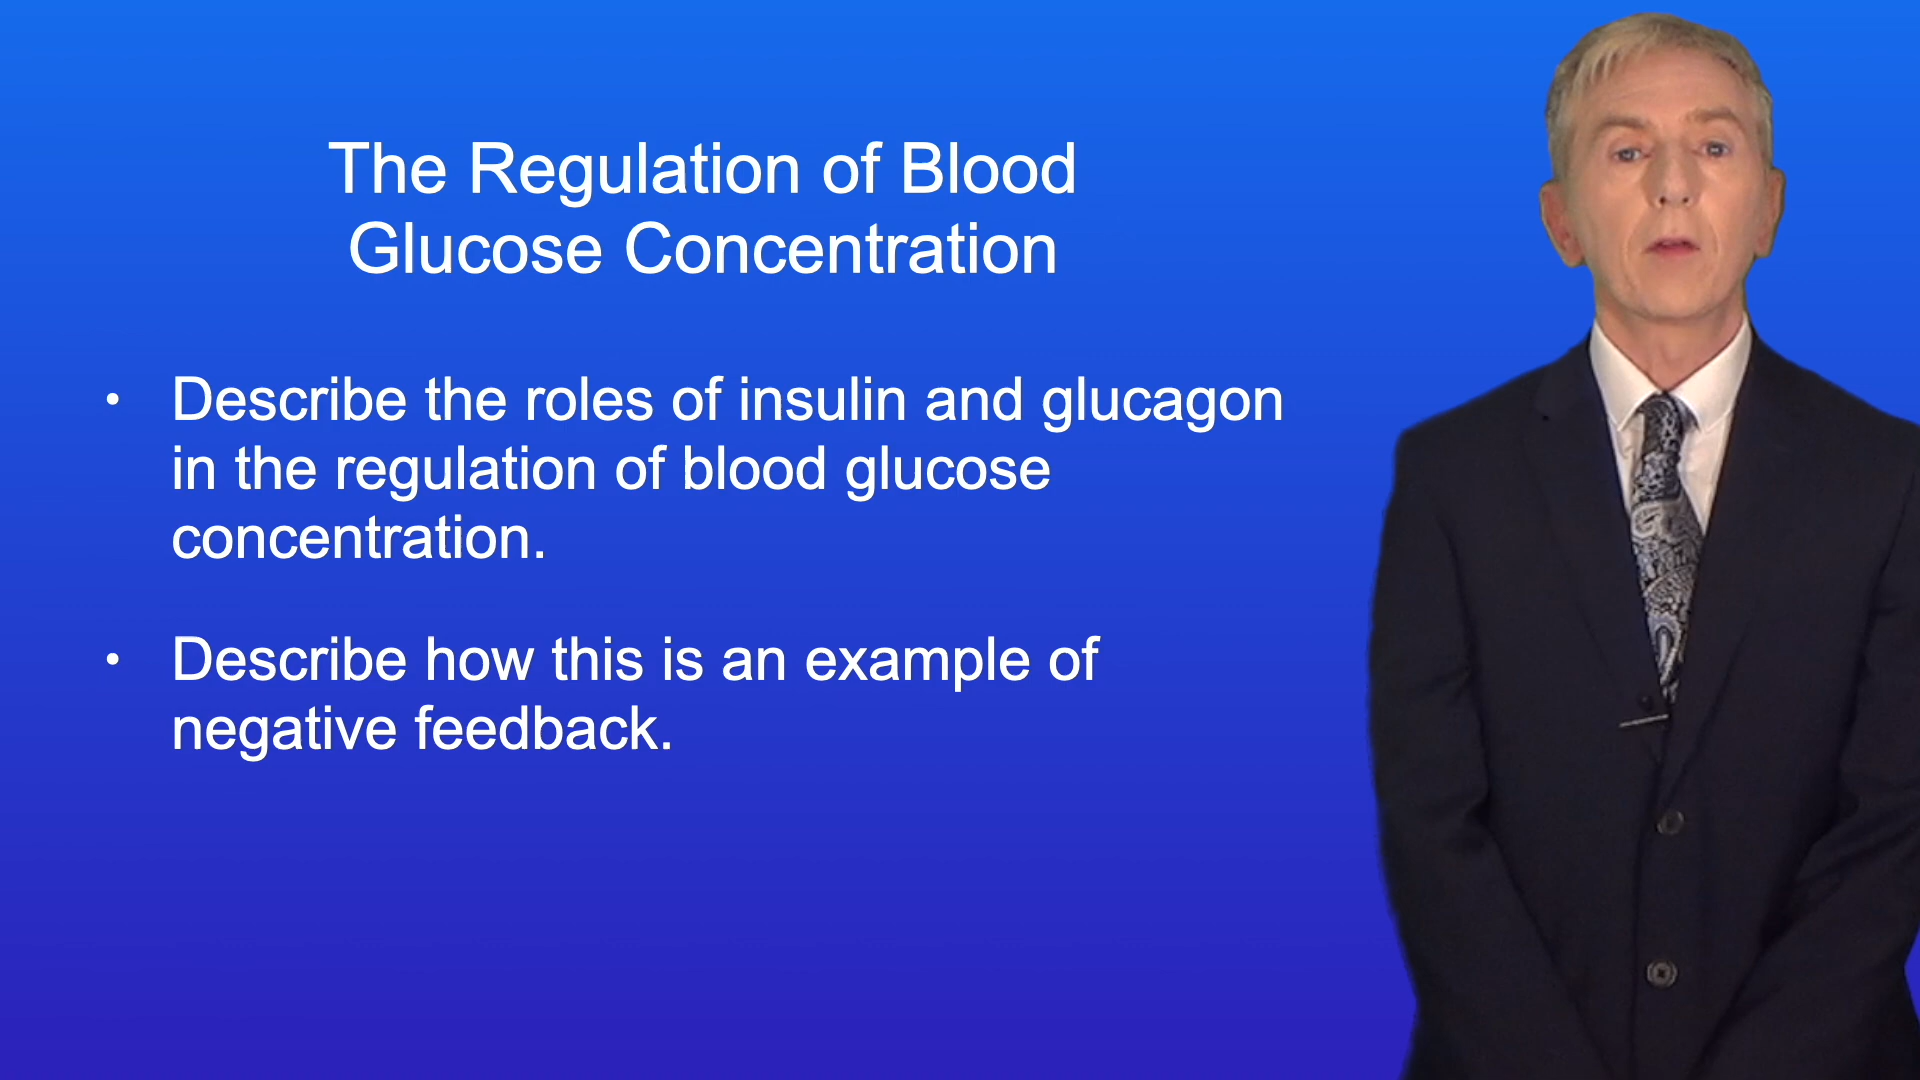 The Regulation of Blood
Glucose Concentration
• Describe the roles of insulin and glucagon
in the regulation of blood glucose
concentration.
• Describe how this is an example of
negative feedback.